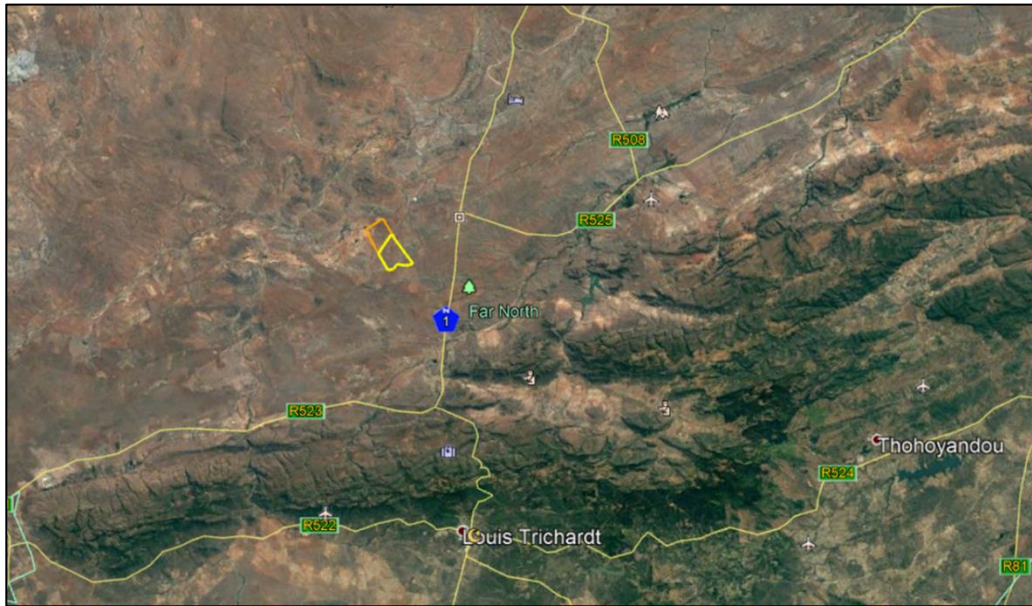 R508
R525
N
1
Far North
R523
Thohoyandou
R524
R522
Louis Trichardt
R81